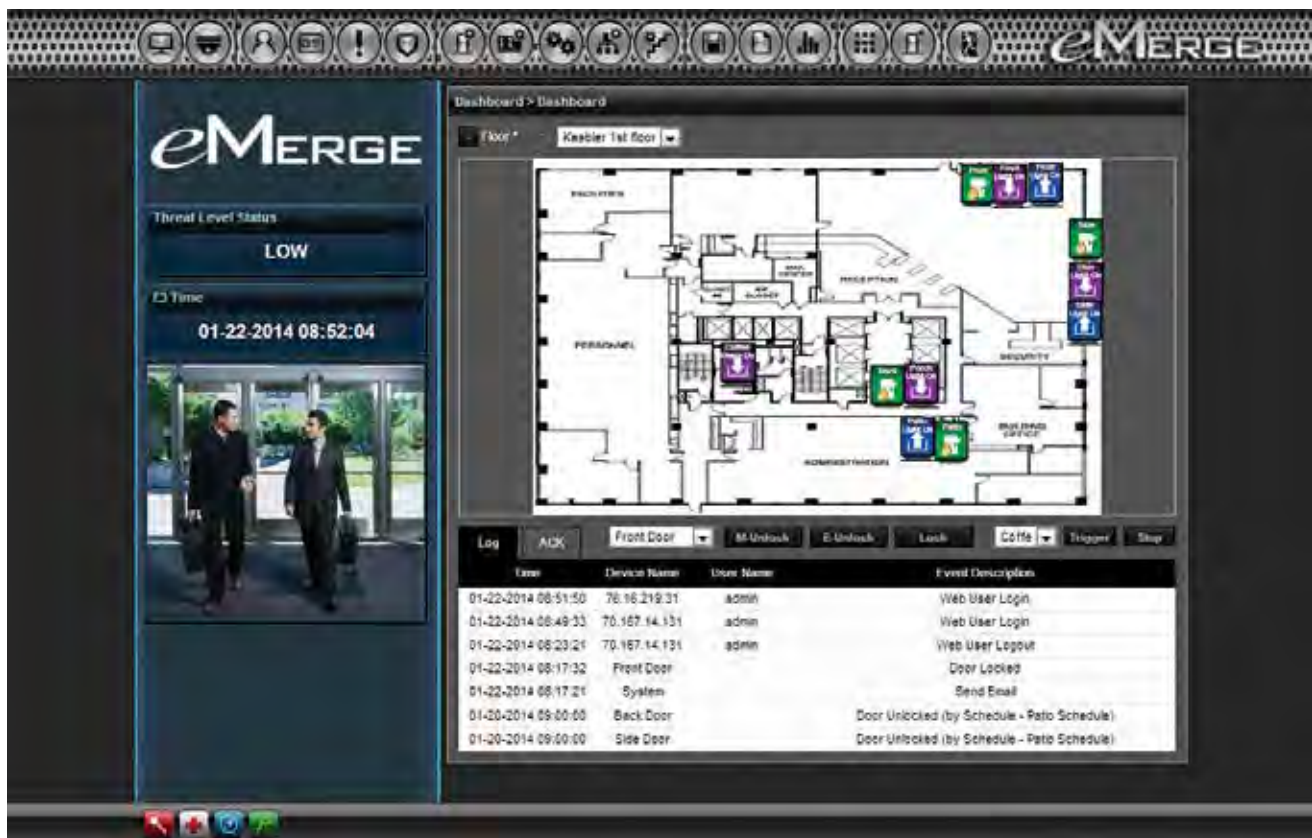 eMERGE
eMERGE
Threat Level Status
LOW
E3 Time
01-22-2014 08:52:04
Dashboard > Dashboard
Floor * Keebler 1st floor
RECEPTION
PERSONNEL
SECURITY
BUILDING OFFICE
ADMINISTRATION
Log ACK Front Door M-Unlock E-Unlock Lock Coffe Trigger Stop
Time Device Name User Name Event Description
01-22-2014 08:51:50 76.16.219.31 admin Web User Login
01-22-2014 08:49:33 70.167.14.131 admin Web User Login
01-22-2014 08:23:21 70.167.14.131 admin Web User Logout
01-22-2014 08:17:32 Front Door Door Locked
01-22-2014 08:17:21 System Send Email
01-20-2014 09:00:00 Back Door Door Unlocked (by Schedule - Patio Schedule)
01-20-2014 09:00:00 Side Door Door Unlocked (by Schedule - Patio Schedule)